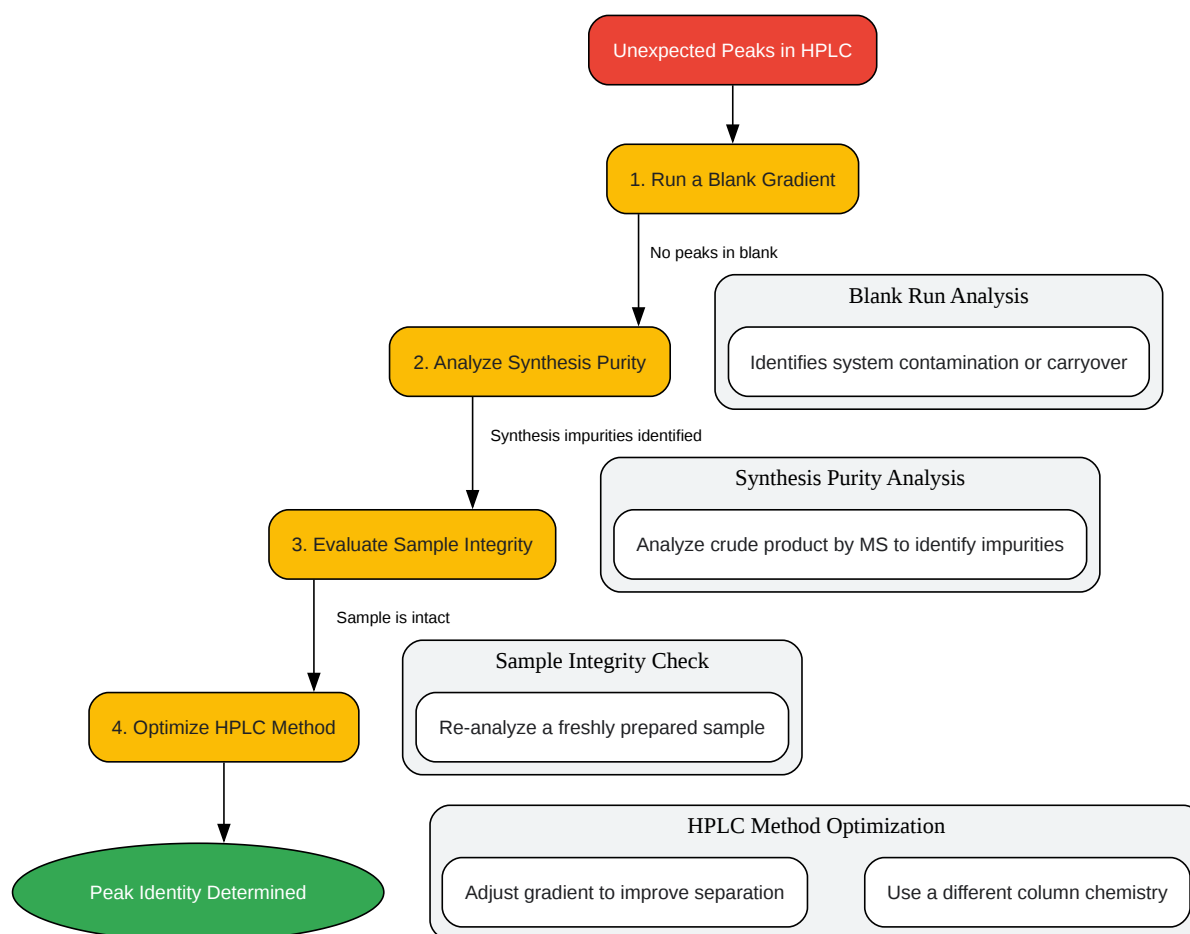 Unexpected Peaks in HPLC
1. Run a Blank Gradient
No peaks in blank
Blank Run Analysis
2. Analyze Synthesis Purity
Identifies system contamination or carryover
Synthesis impurities identified
Synthesis Purity Analysis
3. Evaluate Sample Integrity
Analyze crude product by MS to identify impurities
Sample is intact
Sample Integrity Check
4. Optimize HPLC Method
Re-analyze a freshly prepared sample
HPLC Method Optimization
Peak Identity Determined
Adjust gradient to improve separation
Use a different column chemistry